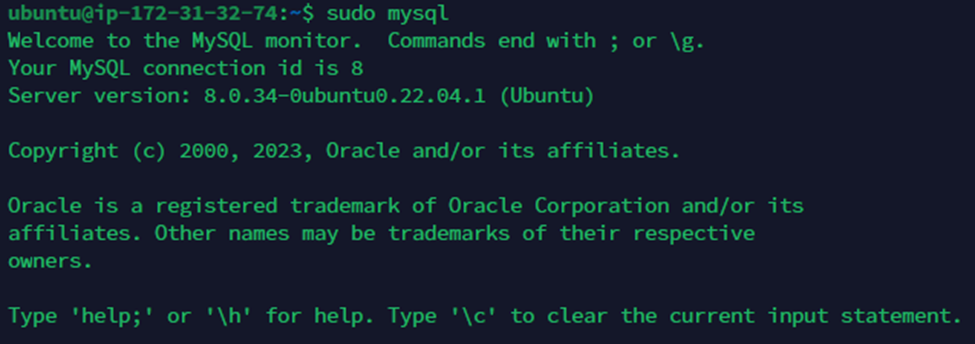 ubuntu@ip-172-31-32-74:~$ sudo mysql
Welcome to the MySQL monitor.  Commands end with ; or \g.
Your MySQL connection id is 8
Server version: 8.0.34-0ubuntu0.22.04.1 (Ubuntu)
Copyright (c) 2000, 2023, Oracle and/or its affiliates.
Oracle is a registered trademark of Oracle Corporation and/or its
affiliates. Other names may be trademarks of their respective
owners.
Type 'help;' or '\h' for help. Type '\c' to clear the current input statement.